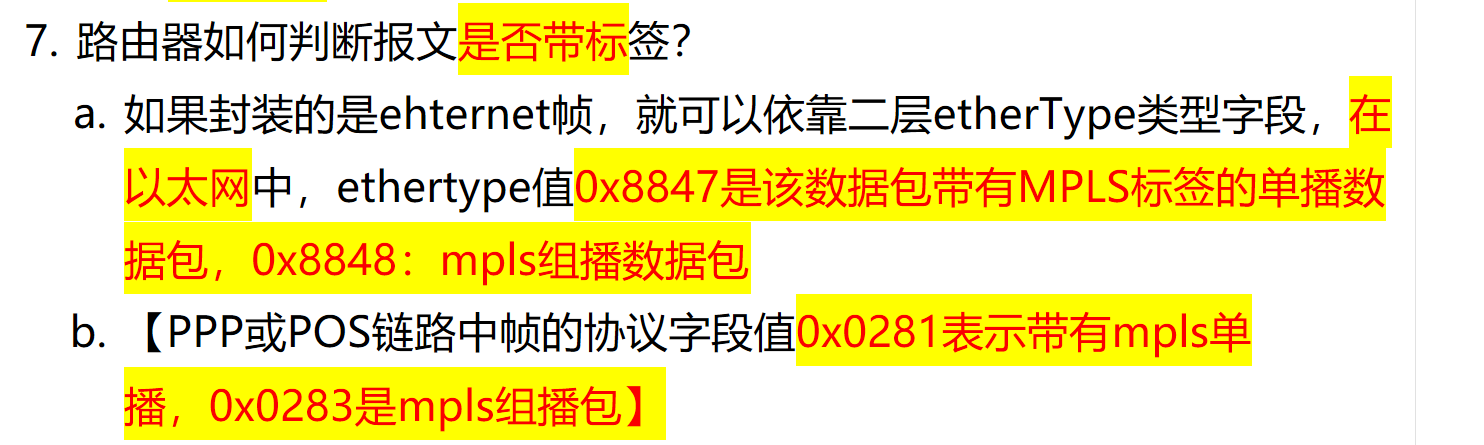 7. 路由器如何判断报文是否带标签？
a. 如果封装的是ehternet帧，就可以依靠二层etherType类型字段，在
以太网中，ethertype值0x8847是该数据包带有MPLS标签的单播数
据包，0x8848：mpls组播数据包
b. 【PPP或POS链路中帧的协议字段值0x0281表示带有mpls单
播，0x0283是mpls组播包】